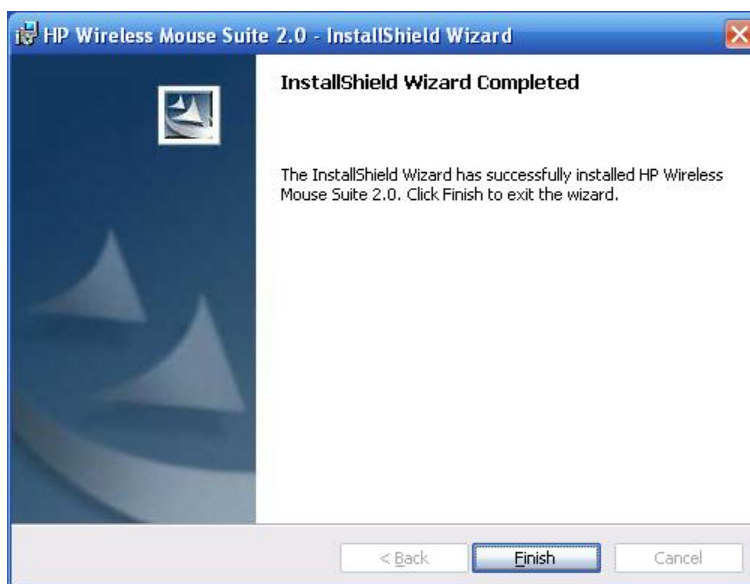 HP Wireless Mouse Suite 2.0 - InstallShield Wizard
InstallShield Wizard Completed
The InstallShield Wizard has successfully installed HP Wireless
Mouse Suite 2.0. Click Finish to exit the wizard.
< Back Finish Cancel